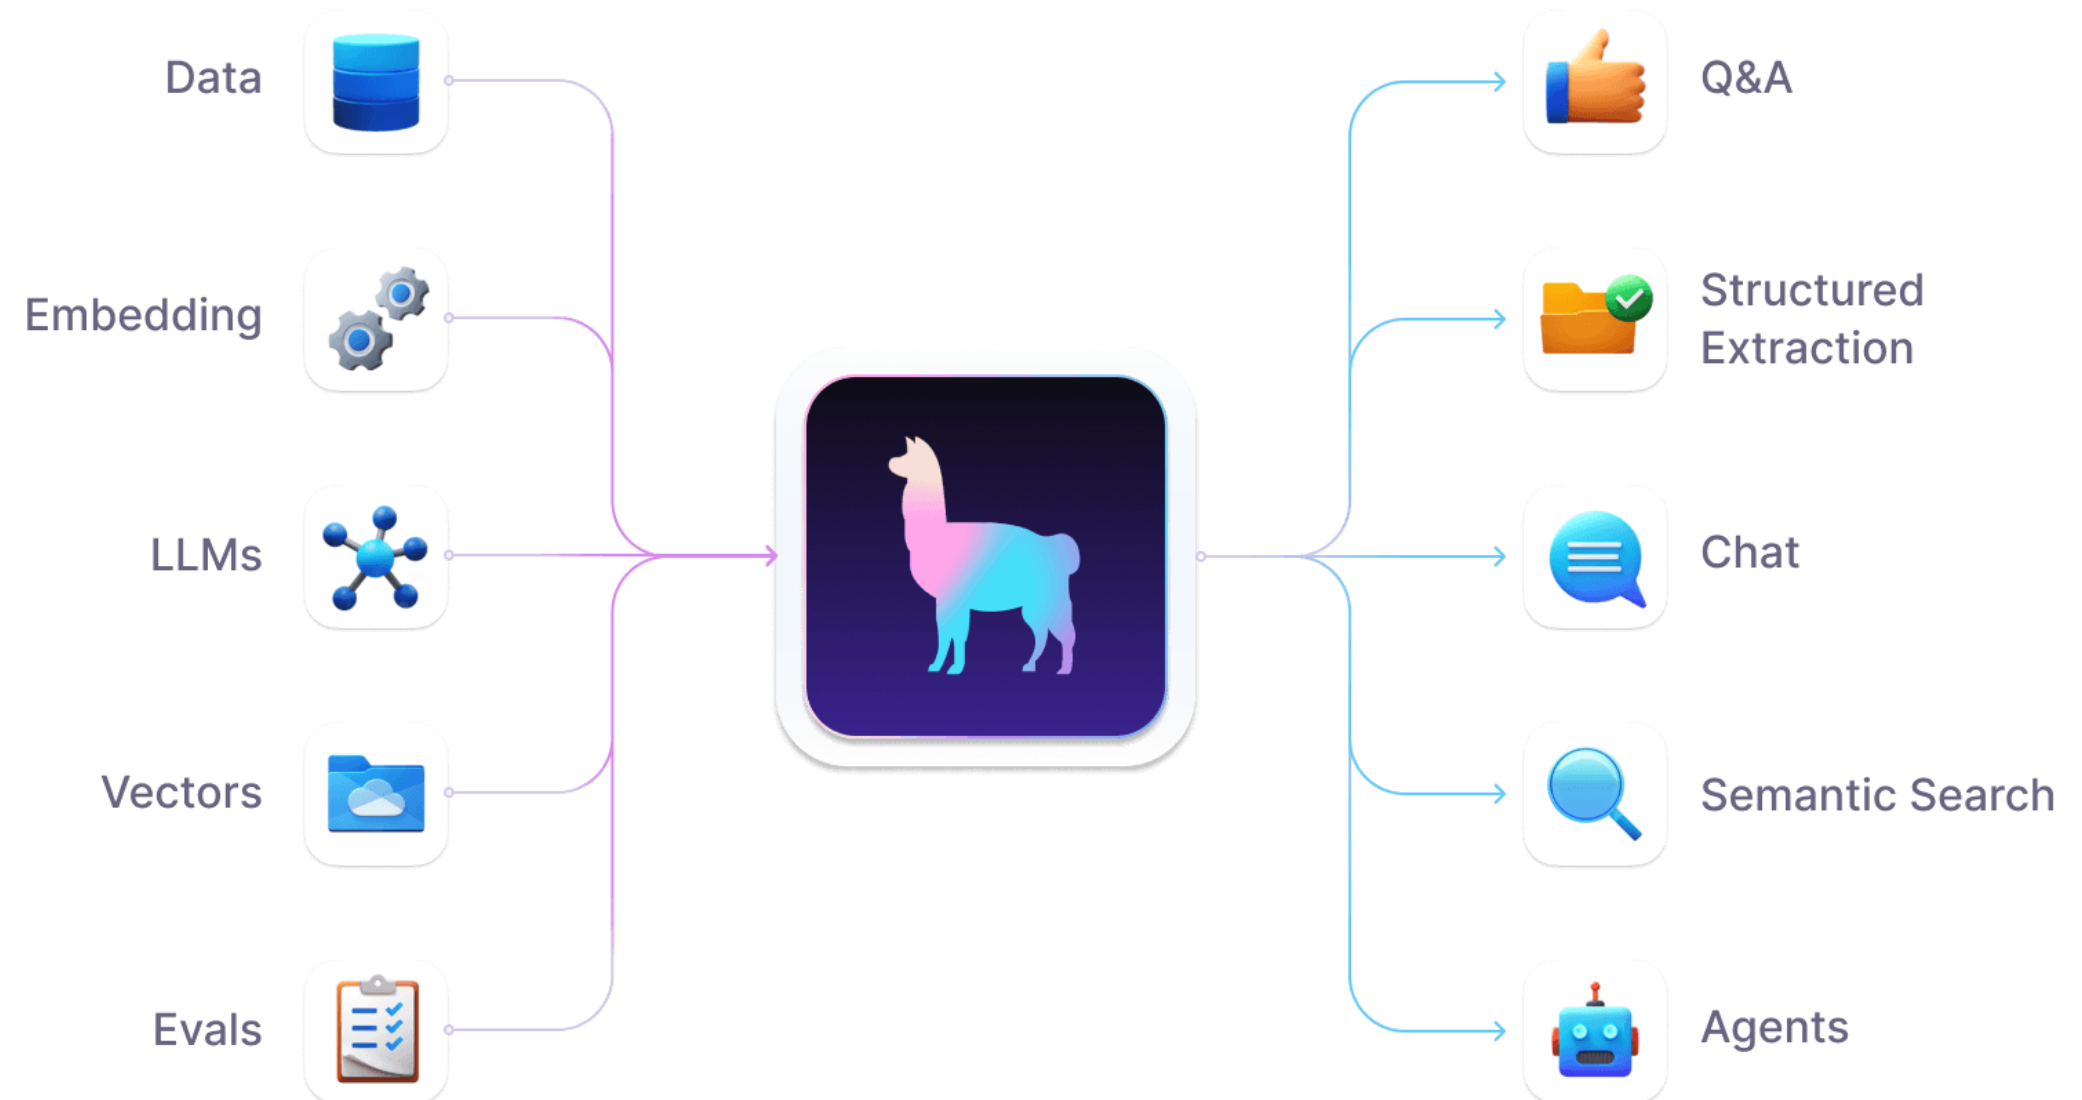 Data
Embedding
LLMs
Vectors
Evals
Q&A
Structured
Extraction
Chat
Semantic Search
Agents